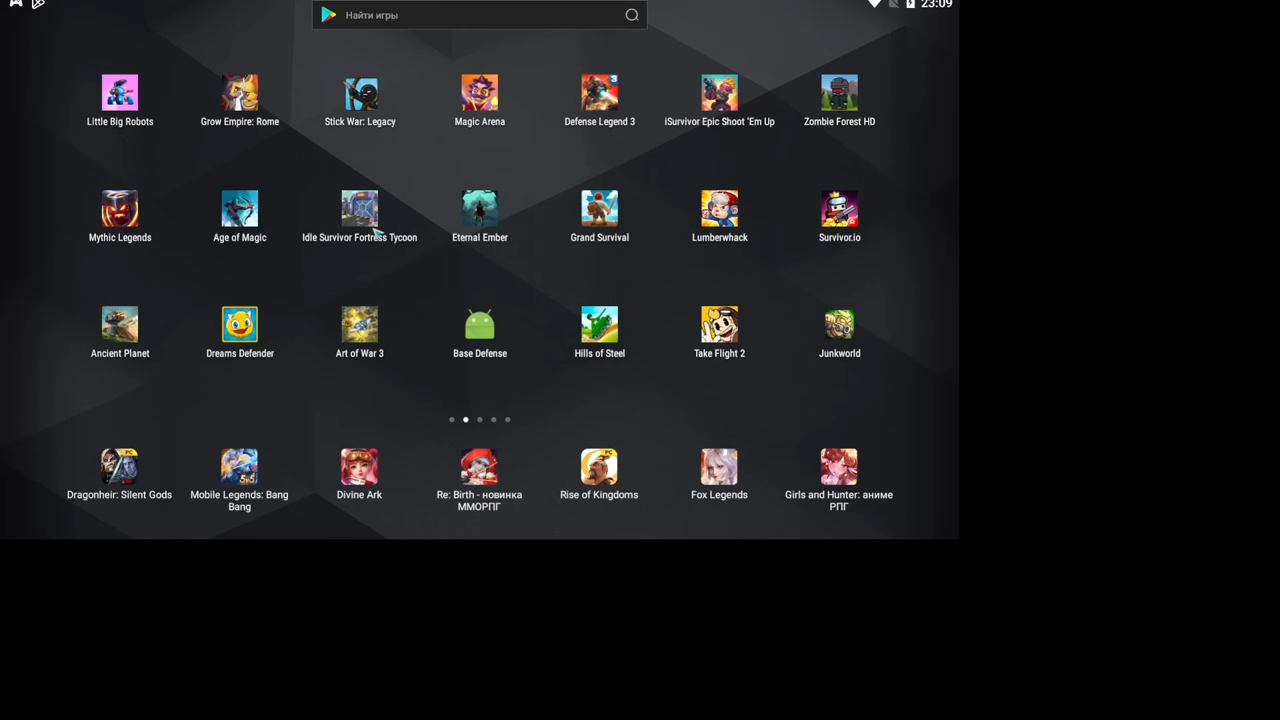 23:09
Найти игры
Little Big Robots
Grow Empire: Rome
Stick War: Legacy
Magic Arena
Defense Legend 3
iSurvivor Epic Shoot 'Em Up
Zombie Forest HD
Mythic Legends
Age of Magic
Idle Survivor Fortress Tycoon
Eternal Ember
Grand Survival
Lumberwhack
Survivor.io
Ancient Planet
Dreams Defender
Art of War 3
Base Defense
Hills of Steel
Take Flight 2
Junkworld
Dragonheir: Silent Gods
Mobile Legends: Bang
Bang
Divine Ark
Re: Birth - новинка
ММОРПГ
Rise of Kingdoms
Fox Legends
Girls and Hunter: аниме
РПГ